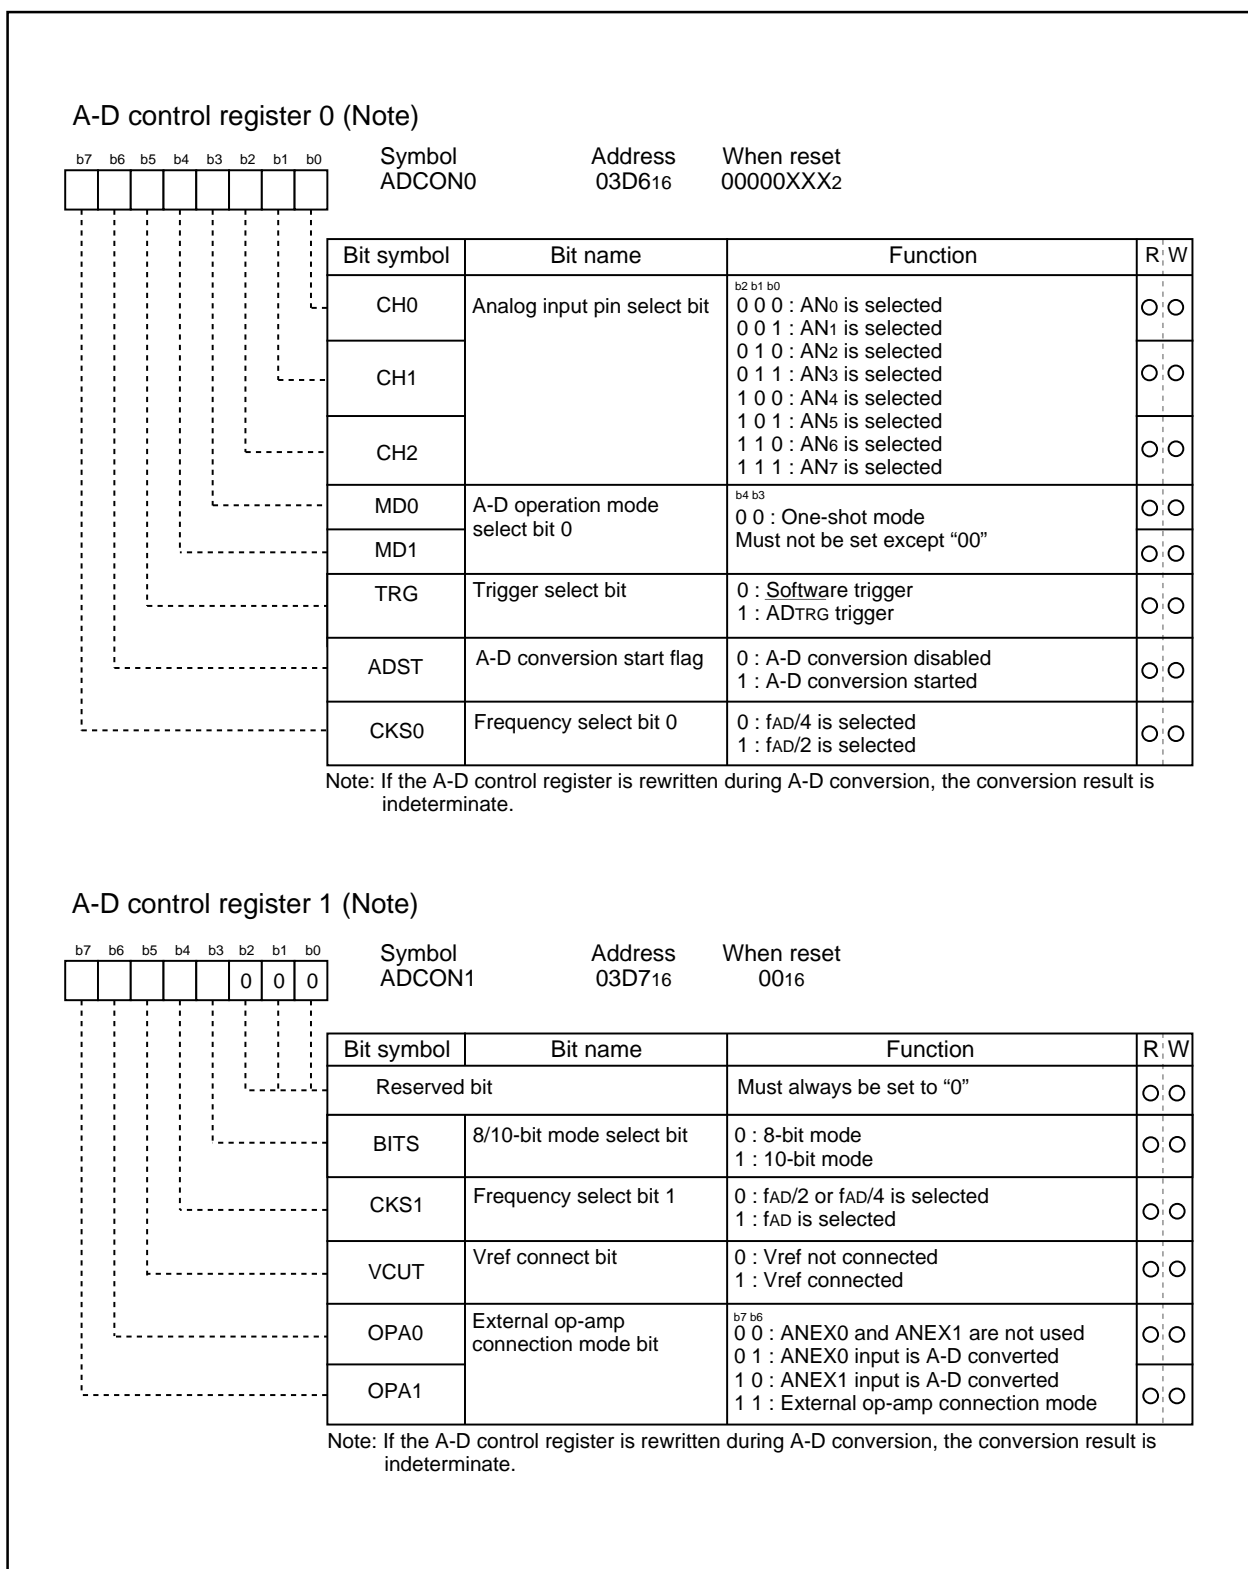 A-D control register 0 (Note)
b7 b6 b5 b4 b3 b2 b1 b0
Symbol Address When reset
ADCON0 03D616 00000XXX2
Bit symbol Bit name Function R W
CH0 Analog input pin select bit
b2 b1 b0
0 0 0 : AN0 is selected
0 0 1 : AN1 is selected
0 1 0 : AN2 is selected
CH1
0 1 1 : AN3 is selected
1 0 0 : AN4 is selected
1 0 1 : AN5 is selected
CH2
1 1 0 : AN6 is selected
1 1 1 : AN7 is selected
MD0 A-D operation mode
select bit 0
b4 b3
0 0 : One-shot mode
Must not be set except “00”
MD1
TRG Trigger select bit 0 : Software trigger
1 : ADTRG trigger
ADST A-D conversion start flag 0 : A-D conversion disabled
1 : A-D conversion started
CKS0 Frequency select bit 0 0 : fAD/4 is selected
1 : fAD/2 is selected
Note: If the A-D control register is rewritten during A-D conversion, the conversion result is
indeterminate.
A-D control register 1 (Note)
b7 b6 b5 b4 b3 b2 b1 b0
0 0 0
Symbol Address When reset
ADCON1 03D716 0016
Bit symbol Bit name Function R W
Reserved bit Must always be set to “0”
BITS 8/10-bit mode select bit 0 : 8-bit mode
1 : 10-bit mode
CKS1 Frequency select bit 1 0 : fAD/2 or fAD/4 is selected
1 : fAD is selected
VCUT Vref connect bit 0 : Vref not connected
1 : Vref connected
OPA0 External op-amp
connection mode bit
b7 b6
0 0 : ANEX0 and ANEX1 are not used
0 1 : ANEX0 input is A-D converted
OPA1
1 0 : ANEX1 input is A-D converted
1 1 : External op-amp connection mode
Note: If the A-D control register is rewritten during A-D conversion, the conversion result is
indeterminate.